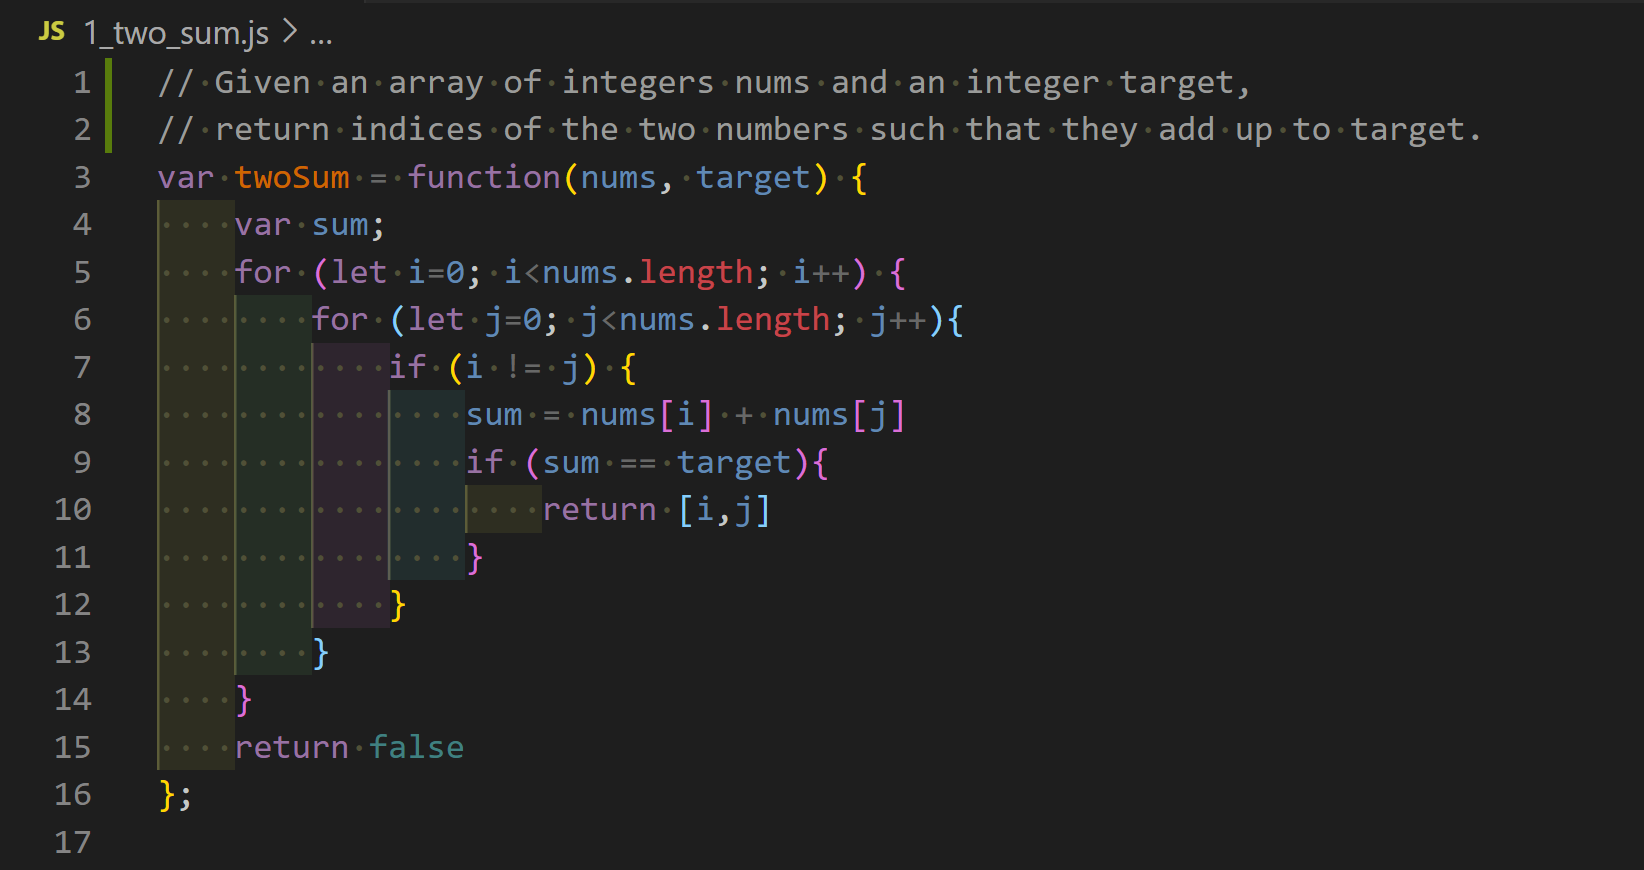 JS 1_two_sum.js > ...
1 // Given an array of integers nums and an integer target,
2 // return indices of the two numbers such that they add up to target.
3 var twoSum = function(nums, target) {
4     var sum;
5     for (let i=0; i<nums.length; i++) {
6         for (let j=0; j<nums.length; j++){
7             if (i != j) {
8                 sum = nums[i] + nums[j]
9                 if (sum == target){
10                     return [i,j]
11                 }
12             }
13         }
14     }
15     return false
16 };
17